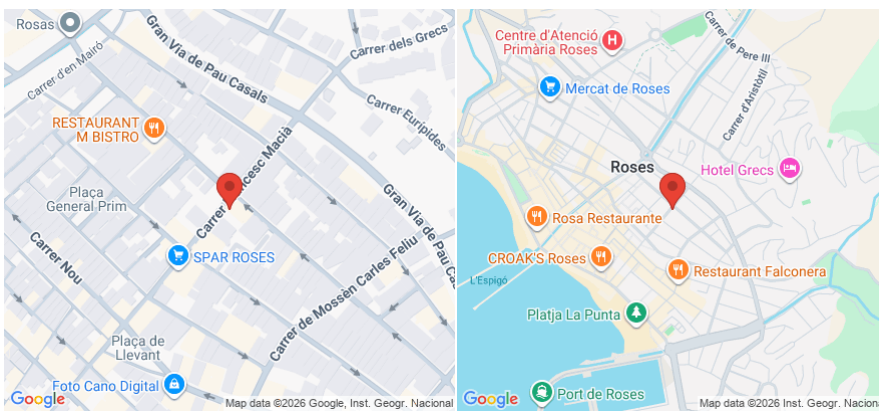 Rosas
Carrer d'en Mairó
Gran Via de Pau Casals
Carrer dels Grecs
Carrer Eurípides
RESTAURANT
M BISTRO
Carrer Francesc Macià
Plaça
General Prim
Gran Via de Pau Cas
Carrer Nou
SPAR ROSES
Carrer de Mossèn Carles Feliu
Plaça de
Llevant
Foto Cano Digital
Google
Map data ©2026 Google, Inst. Geogr. Nacional
Centre d'Atenció
Primària Roses
H
Carrer de Pere III
Mercat de Roses
Carrer d'Aristòtil
Roses
Hotel Grecs
Rosa Restaurante
CROAK'S Roses
Restaurant Falconera
L'Espigó
Platja La Punta
Port de Roses
Google
Map data ©2026 Inst. Geogr. Naciona